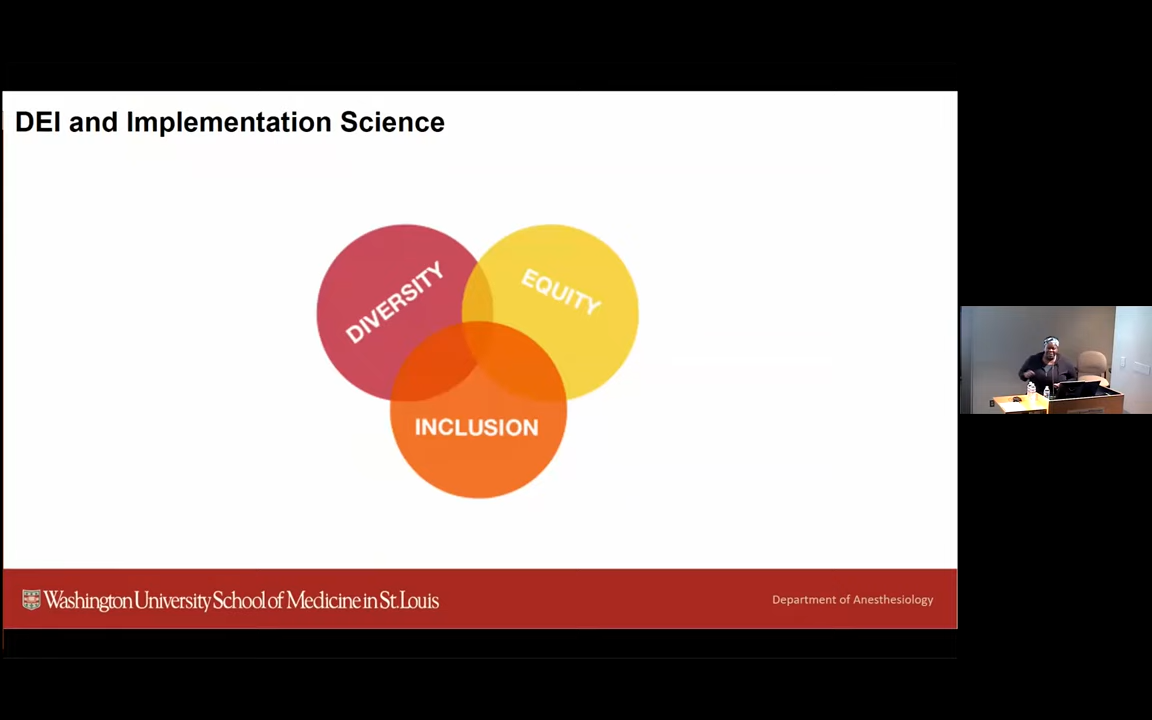 DEI and Implementation Science
DIVERSITY
EQUITY
INCLUSION
Washington University School of Medicine in St. Louis
Department of Anesthesiology